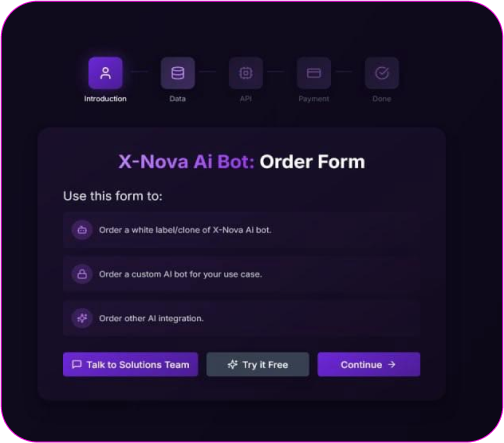 Introduction Data API Payment Done
X-Nova Ai Bot: Order Form
Use this form to:
Order a white label/clone of X-Nova AI bot.
Order a custom AI bot for your use case.
Order other AI integration.
Talk to Solutions Team Try it Free Continue →